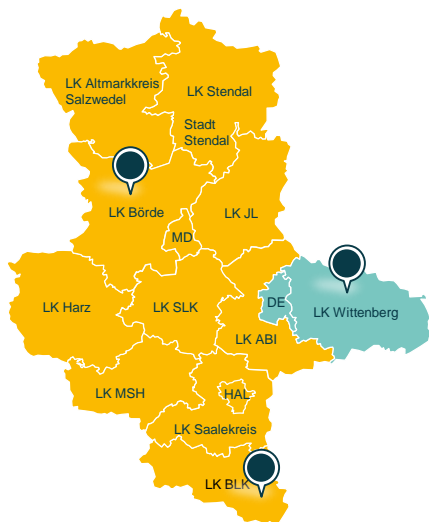 LK Altmarkkreis
Salzwedel
LK Stendal
Stadt
Stendal
LK Börde
LK JL
MD
DE
LK Wittenberg
LK Harz
LK SLK
LK ABI
LK MSH
HAL
LK Saalekreis
LK BLK